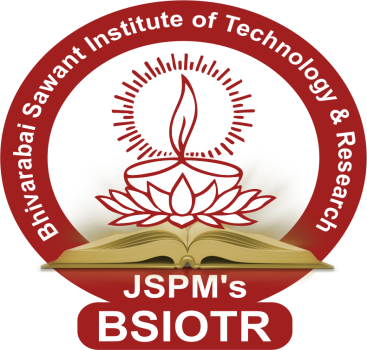 Bhivarabai Sawant Institute of Technology & Research
JSPM's
BSIOTR